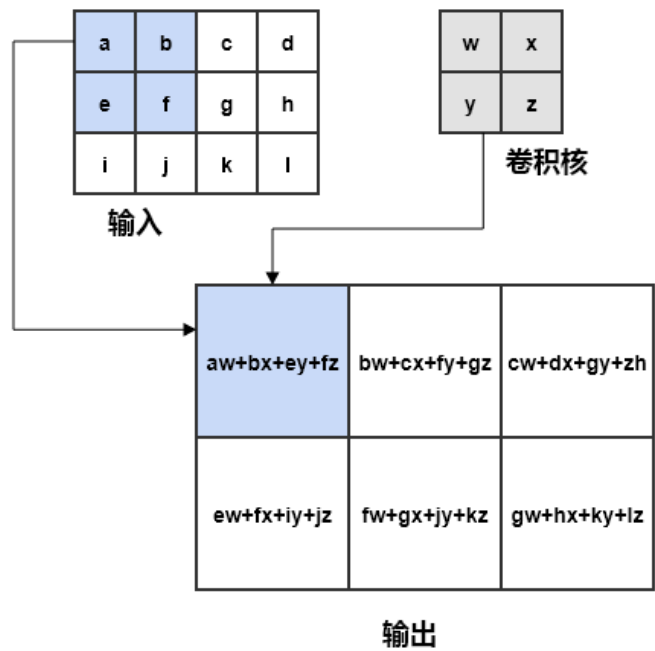 a b c d w x
e f g h y z
i j k l
卷积核
输入
aw+bx+ey+fz bw+cx+fy+gz cw+dx+gy+zh
ew+fx+iy+jz fw+gx+jy+kz gw+hx+ky+lz
输出